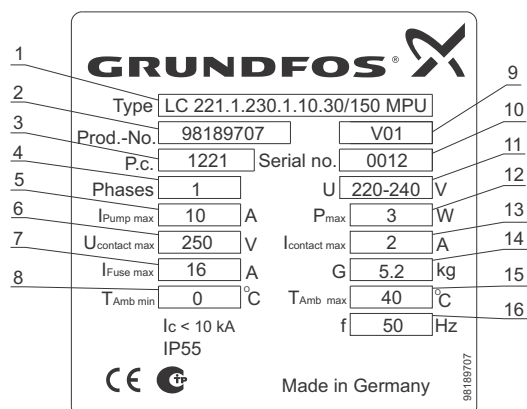 GRUNDFOS
1
2
3
4
5
6
7
8
9
10
11
12
13
14
15
16
Type LC 221.1.230.1.10.30/150 MPU
Prod.-No. 98189707 V01
P.c. 1221 Serial no. 0012
Phases 1 U 220-240 V
IPump max 10 A Pmax 3 W
Ucontact max 250 V Icontact max 2 A
IFuse max 16 A G 5.2 kg
TAmb min 0 °C TAmb max 40 °C
Ic < 10 kA f 50 Hz
IP55
CE Made in Germany
98189707